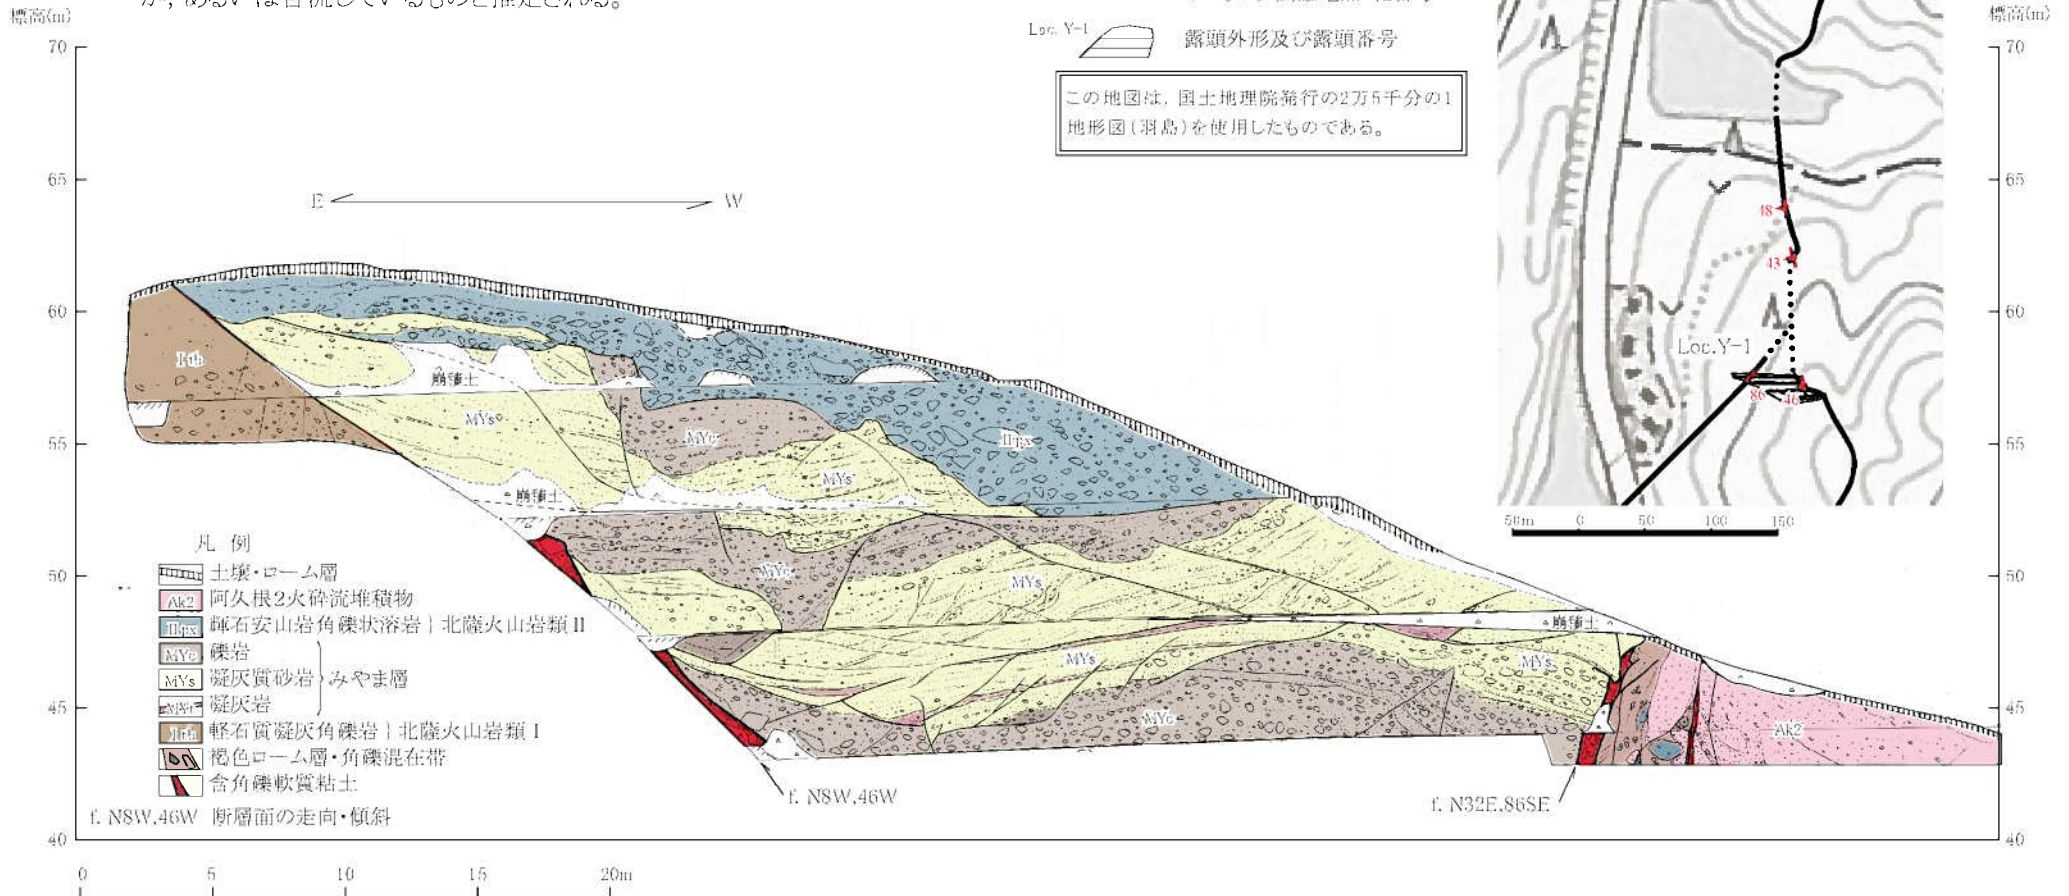 が，あるいは合流しているものと推定される。
標高(m)
標高(m)
Loc. Y-1
露頭外形及び露頭番号
この地図は，国土地理院発行の2万5千分の1
地形図(羽島)を使用したものである。
70
65
60
55
50
45
40
70
65
60
55
50
45
40
E
W
48
43
Loc.Y-1
86
46
50m 0 50 100 150
Ⅰtb
崩積土
MYs
MYc
Ⅱpx
MYs
崩積土
MYc
MYs
崩積土
MYs
MYs
MYc
Ak2
凡 例
土壌・ローム層
Ak2 阿久根2火砕流堆積物
Ⅱpx 輝石安山岩角礫状溶岩 } 北薩火山岩類Ⅱ
MYc 礫岩
MYs 凝灰質砂岩 } みやま層
凝灰岩
Ⅰtb 軽石質凝灰角礫岩 } 北薩火山岩類Ⅰ
褐色ローム層・角礫混在帯
含角礫軟質粘土
f. N8W,46W 断層面の走向・傾斜
f. N8W,46W
f. N32E,86SE
0 5 10 15 20m